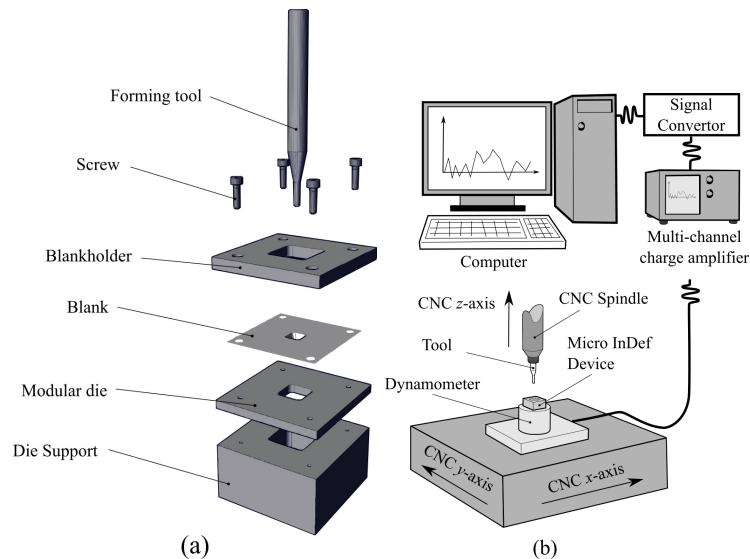 Forming tool
Screw
Blankholder
Blank
Modular die
Die Support
(a)
Signal
Convertor
Multi-channel
charge amplifier
Computer
CNC z-axis
CNC Spindle
Tool
Micro InDef
Device
Dynamometer
CNC y-axis
CNC x-axis
(b)